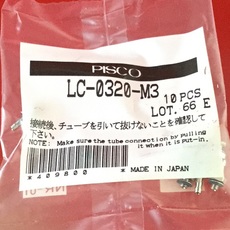 PISCO
LC-0320-M3
10 PCS
LOT. 66 E
接続後、チューブを引いて抜けないことを確認して
下さい。
NOTE: Make sure the tube connection by Pulling
it when it is Put-in.
*409800*
* MADE IN JAPAN